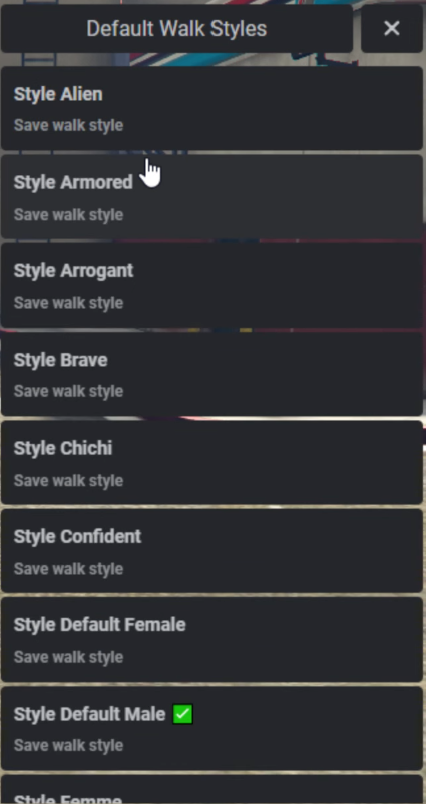 Default Walk Styles
Style Alien
Save walk style
Style Armored
Save walk style
Style Arrogant
Save walk style
Style Brave
Save walk style
Style Chichi
Save walk style
Style Confident
Save walk style
Style Default Female
Save walk style
Style Default Male ✅
Save walk style
Style Femme